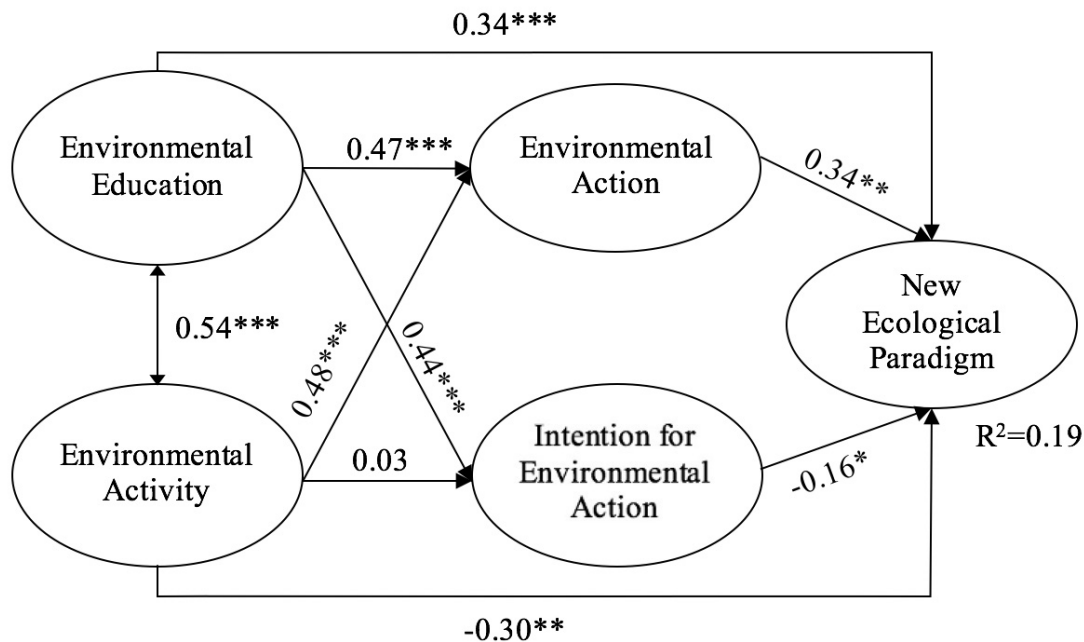 0.34***
Environmental
Education
0.47***
Environmental
Action
0.34**
New
Ecological
Paradigm
0.54***
0.48***
0.44***
Environmental
Activity
0.03
Intention for
Environmental
Action
-0.16*
R²=0.19
-0.30**